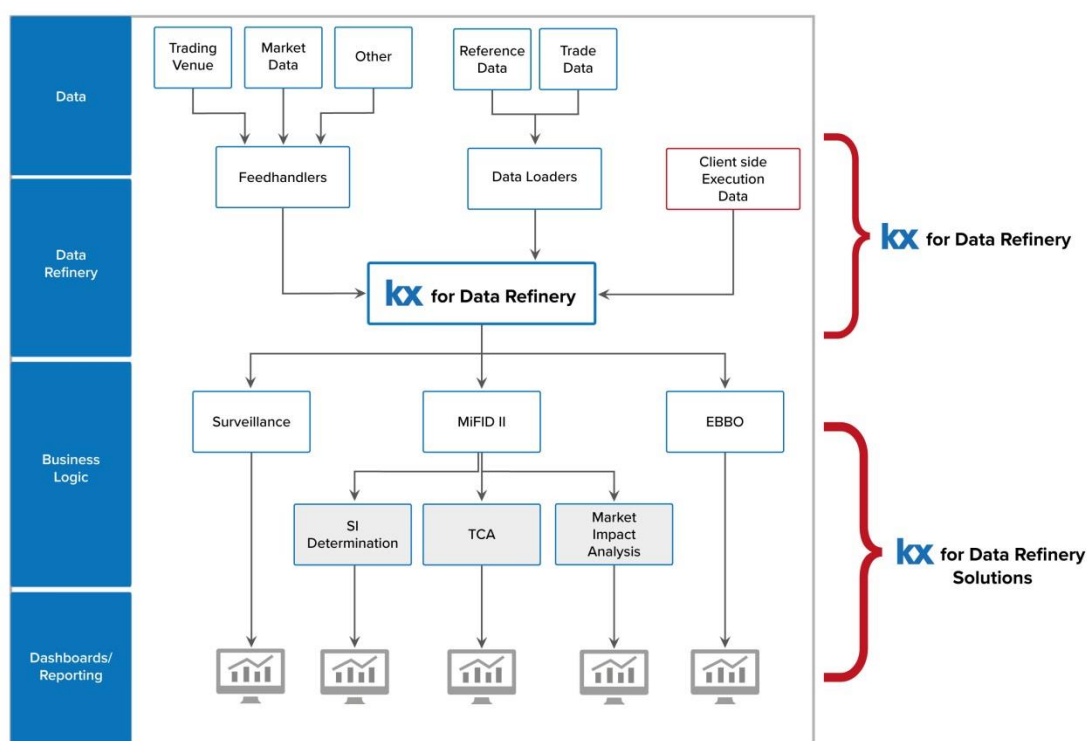 Data
Trading
Venue
Market
Data
Other
Reference
Data
Trade
Data
Feedhandlers
Data Loaders
Client side
Execution
Data
Data
Refinery
kx for Data Refinery
kx for Data Refinery
Business
Logic
Surveillance
MiFID II
EBBO
SI
Determination
TCA
Market
Impact
Analysis
kx for Data Refinery
Solutions
Dashboards/
Reporting